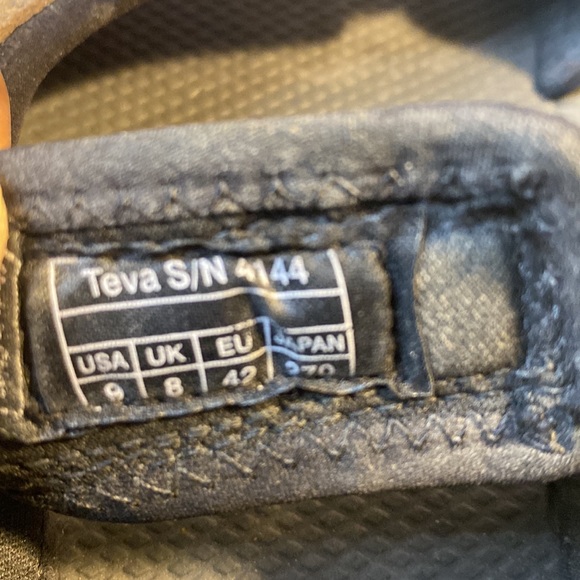 Teva S/N 4144
USA UK EU JAPAN
9 8 42 270